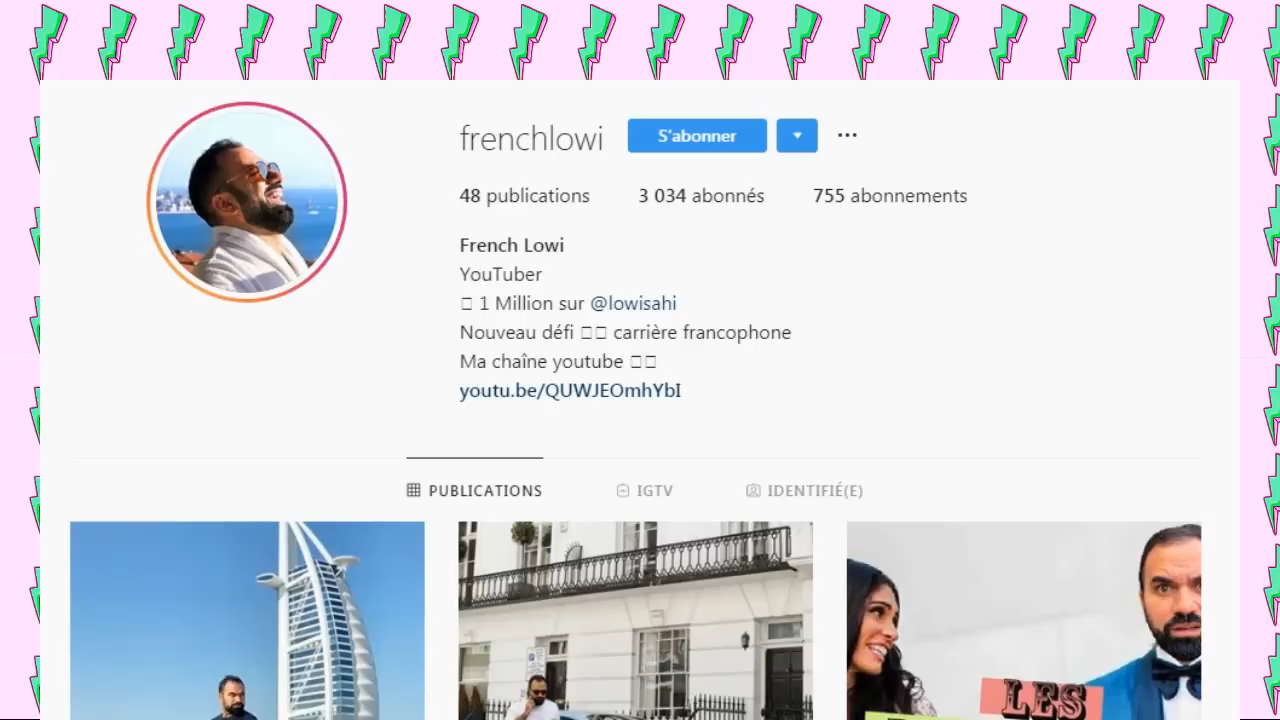 frenchlowi S'abonner
48 publications 3 034 abonnés 755 abonnements
French Lowi
YouTuber
1 Million sur @lowisahi
Nouveau défi carrière francophone
Ma chaîne youtube
youtu.be/QUWJEOmhYbI
PUBLICATIONS IGTV IDENTIFIÉ(E)
LES